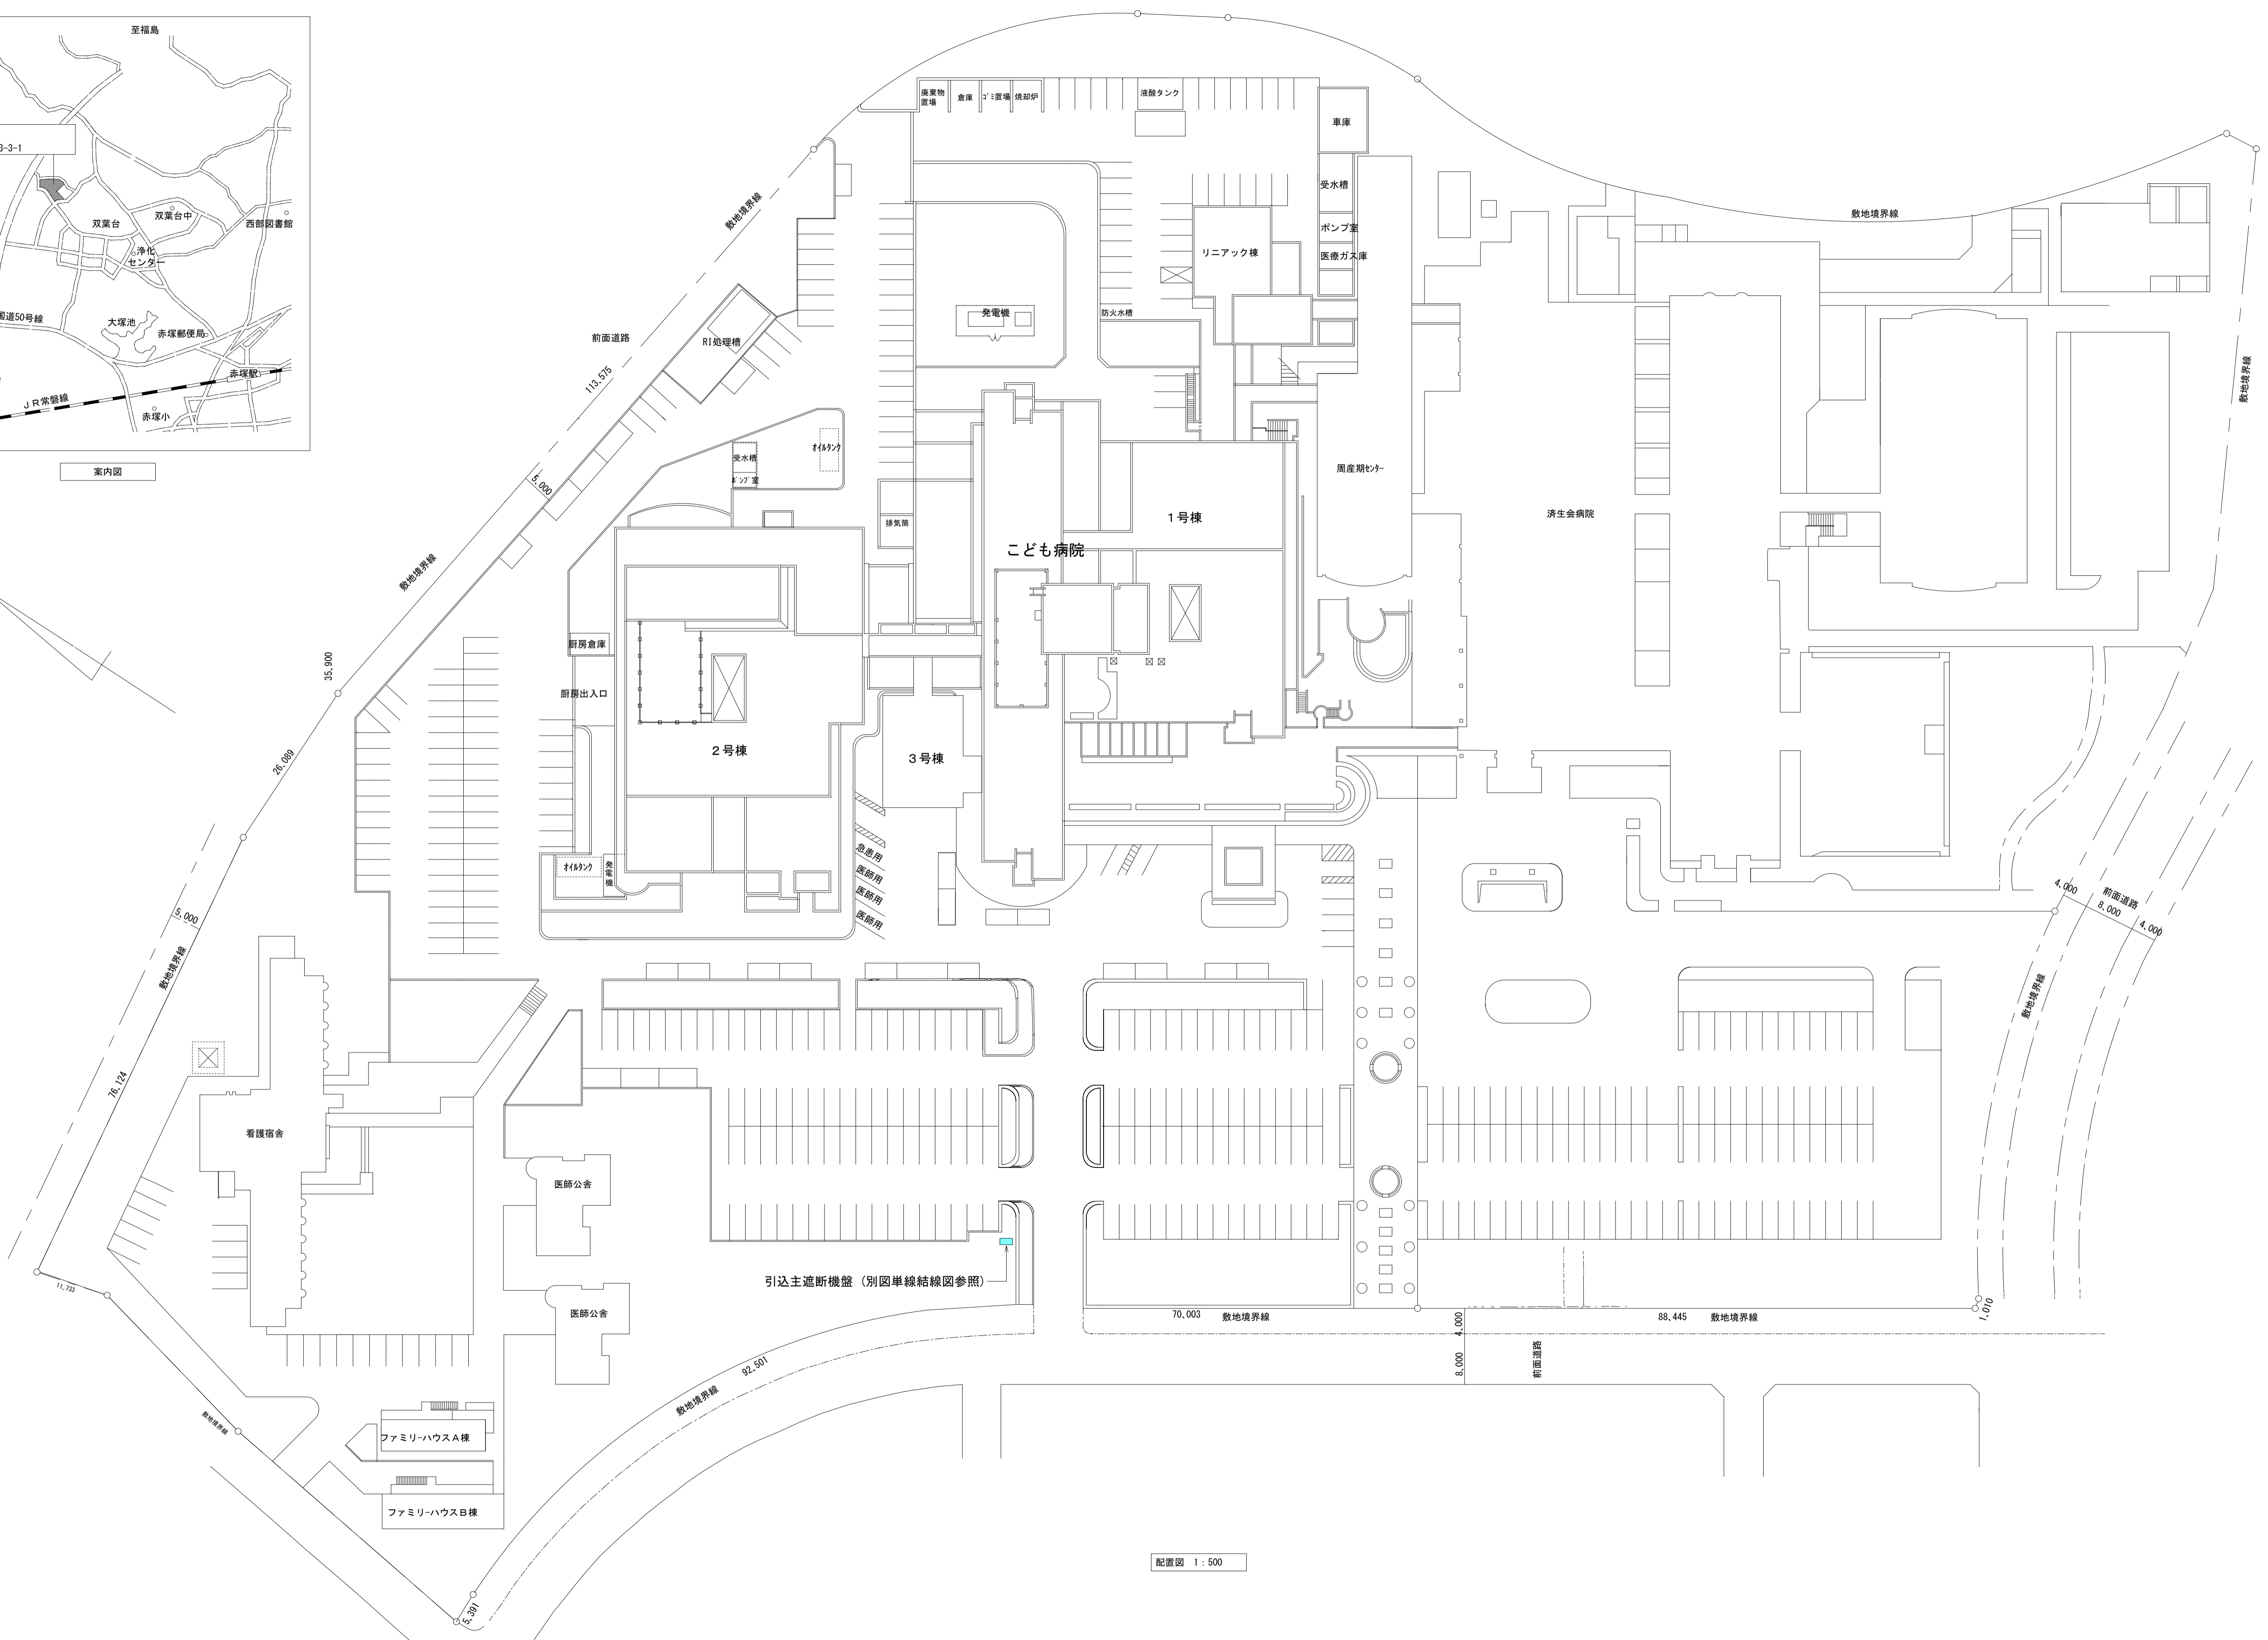 至福島
3-3-1
双葉台
双葉台中
西部図書館
浄化
センター
国道50号線
大塚池
赤塚郵便局
赤塚駅
ＪＲ常磐線
赤塚小
案内図
廃棄物
置場
倉庫
ｺﾞﾐ置場
焼却炉
液酸タンク
車庫
受水槽
ポンプ室
医療ガス庫
リニアック棟
敷地境界線
敷地境界線
敷地境界線
前面道路
113,575
RI処理槽
発電機
防火水槽
5,000
受水槽
ﾎﾟﾝﾌﾟ室
ｵｲﾙﾀﾝｸ
排気筒
周産期ｾﾝﾀｰ
１号棟
こども病院
済生会病院
敷地境界線
35,900
厨房倉庫
厨房出入口
２号棟
３号棟
26,089
ｵｲﾙﾀﾝｸ
発電機
急患用
医師用
医師用
医師用
4,000
前面道路
8,000
4,000
5,000
敷地境界線
敷地境界線
76,124
看護宿舎
医師公舎
引込主遮断機盤（別図単線結線図参照）
11,733
医師公舎
70,003
敷地境界線
4,000
8,000
前面道路
88,445
敷地境界線
1,010
92,501
敷地境界線
敷地境界線
ファミリーハウスＡ棟
ファミリーハウスＢ棟
5,391
配置図　1：500